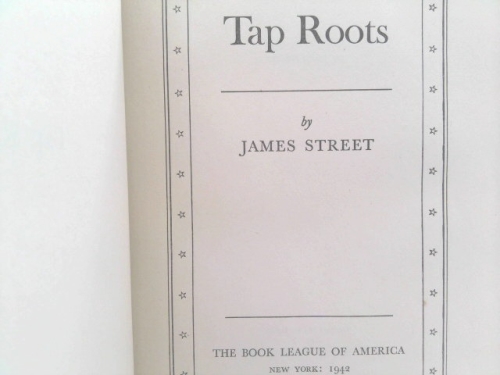 Tap Roots
by
JAMES STREET
THE BOOK LEAGUE OF AMERICA
NEW YORK: 1942